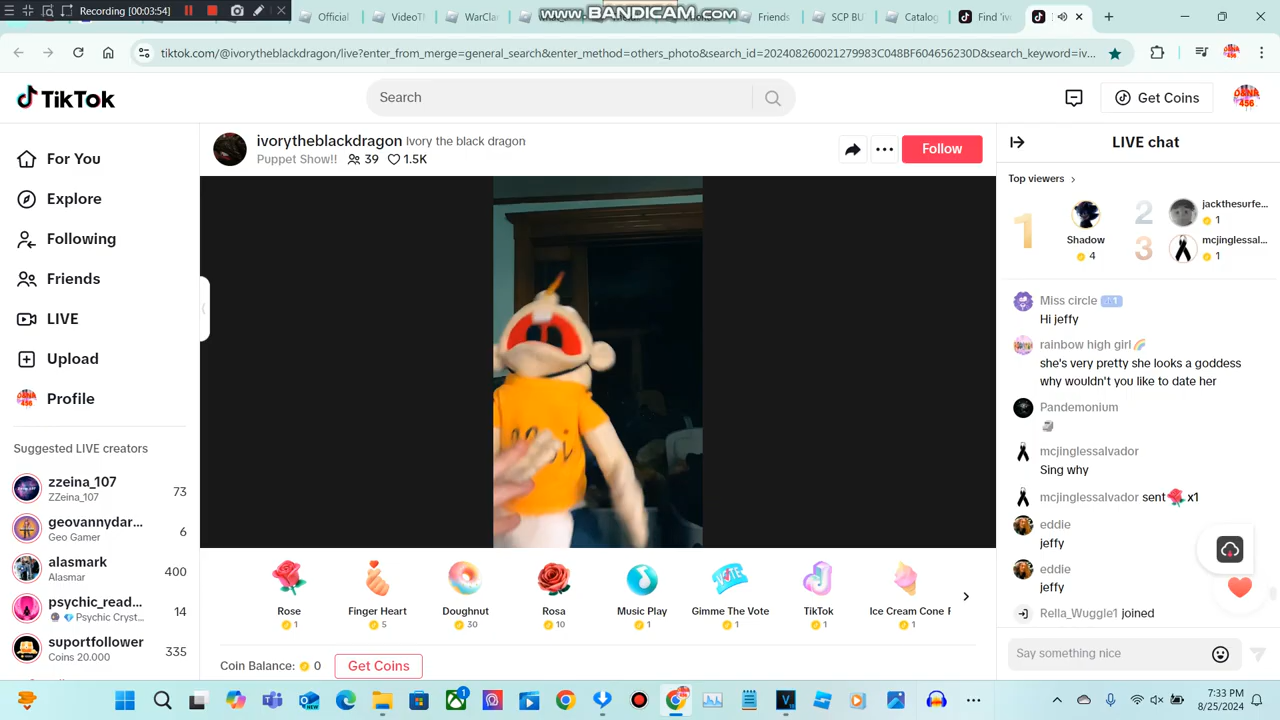 Recording [00:03:54]
Official
VideoT
WarCla
www.BANDICAM.com
Friends
SCP BU
Catalog
Find 'iv
tiktok.com/@ivorytheblackdragon/live?enter_from_merge=general_search&enter_method=others_photo&search_id=202408260021279983C048BF604656230D&search_keyword=iv...
TikTok
Search
Get Coins
D&NA
456
For You
Explore
Following
Friends
LIVE
Upload
Profile
Suggested LIVE creators
zzeina_107
ZZeina_107
73
geovannydar...
Geo Gamer
6
alasmark
Alasmar
400
psychic_read...
Psychic Cryst...
14
suportfollower
Coins 20.000
335
ivorytheblackdragon Ivory the black dragon
Puppet Show!! 39 1.5K
Follow
Rose
1
Finger Heart
5
Doughnut
30
Rosa
10
Music Play
1
Gimme The Vote
1
TikTok
1
Ice Cream Cone F
1
Coin Balance: 0 Get Coins
LIVE chat
Top viewers
1
Shadow
4
2
jackthesurfe...
1
3
mcjinglessal...
1
Miss circle
Hi jeffy
rainbow high girl🌈
she's very pretty she looks a goddess
why wouldn't you like to date her
Pandemonium
mcjinglessalvador
Sing why
mcjinglessalvador sent x1
eddie
jeffy
eddie
jeffy
Rella_Wuggle1 joined
Say something nice
7:33 PM
8/25/2024